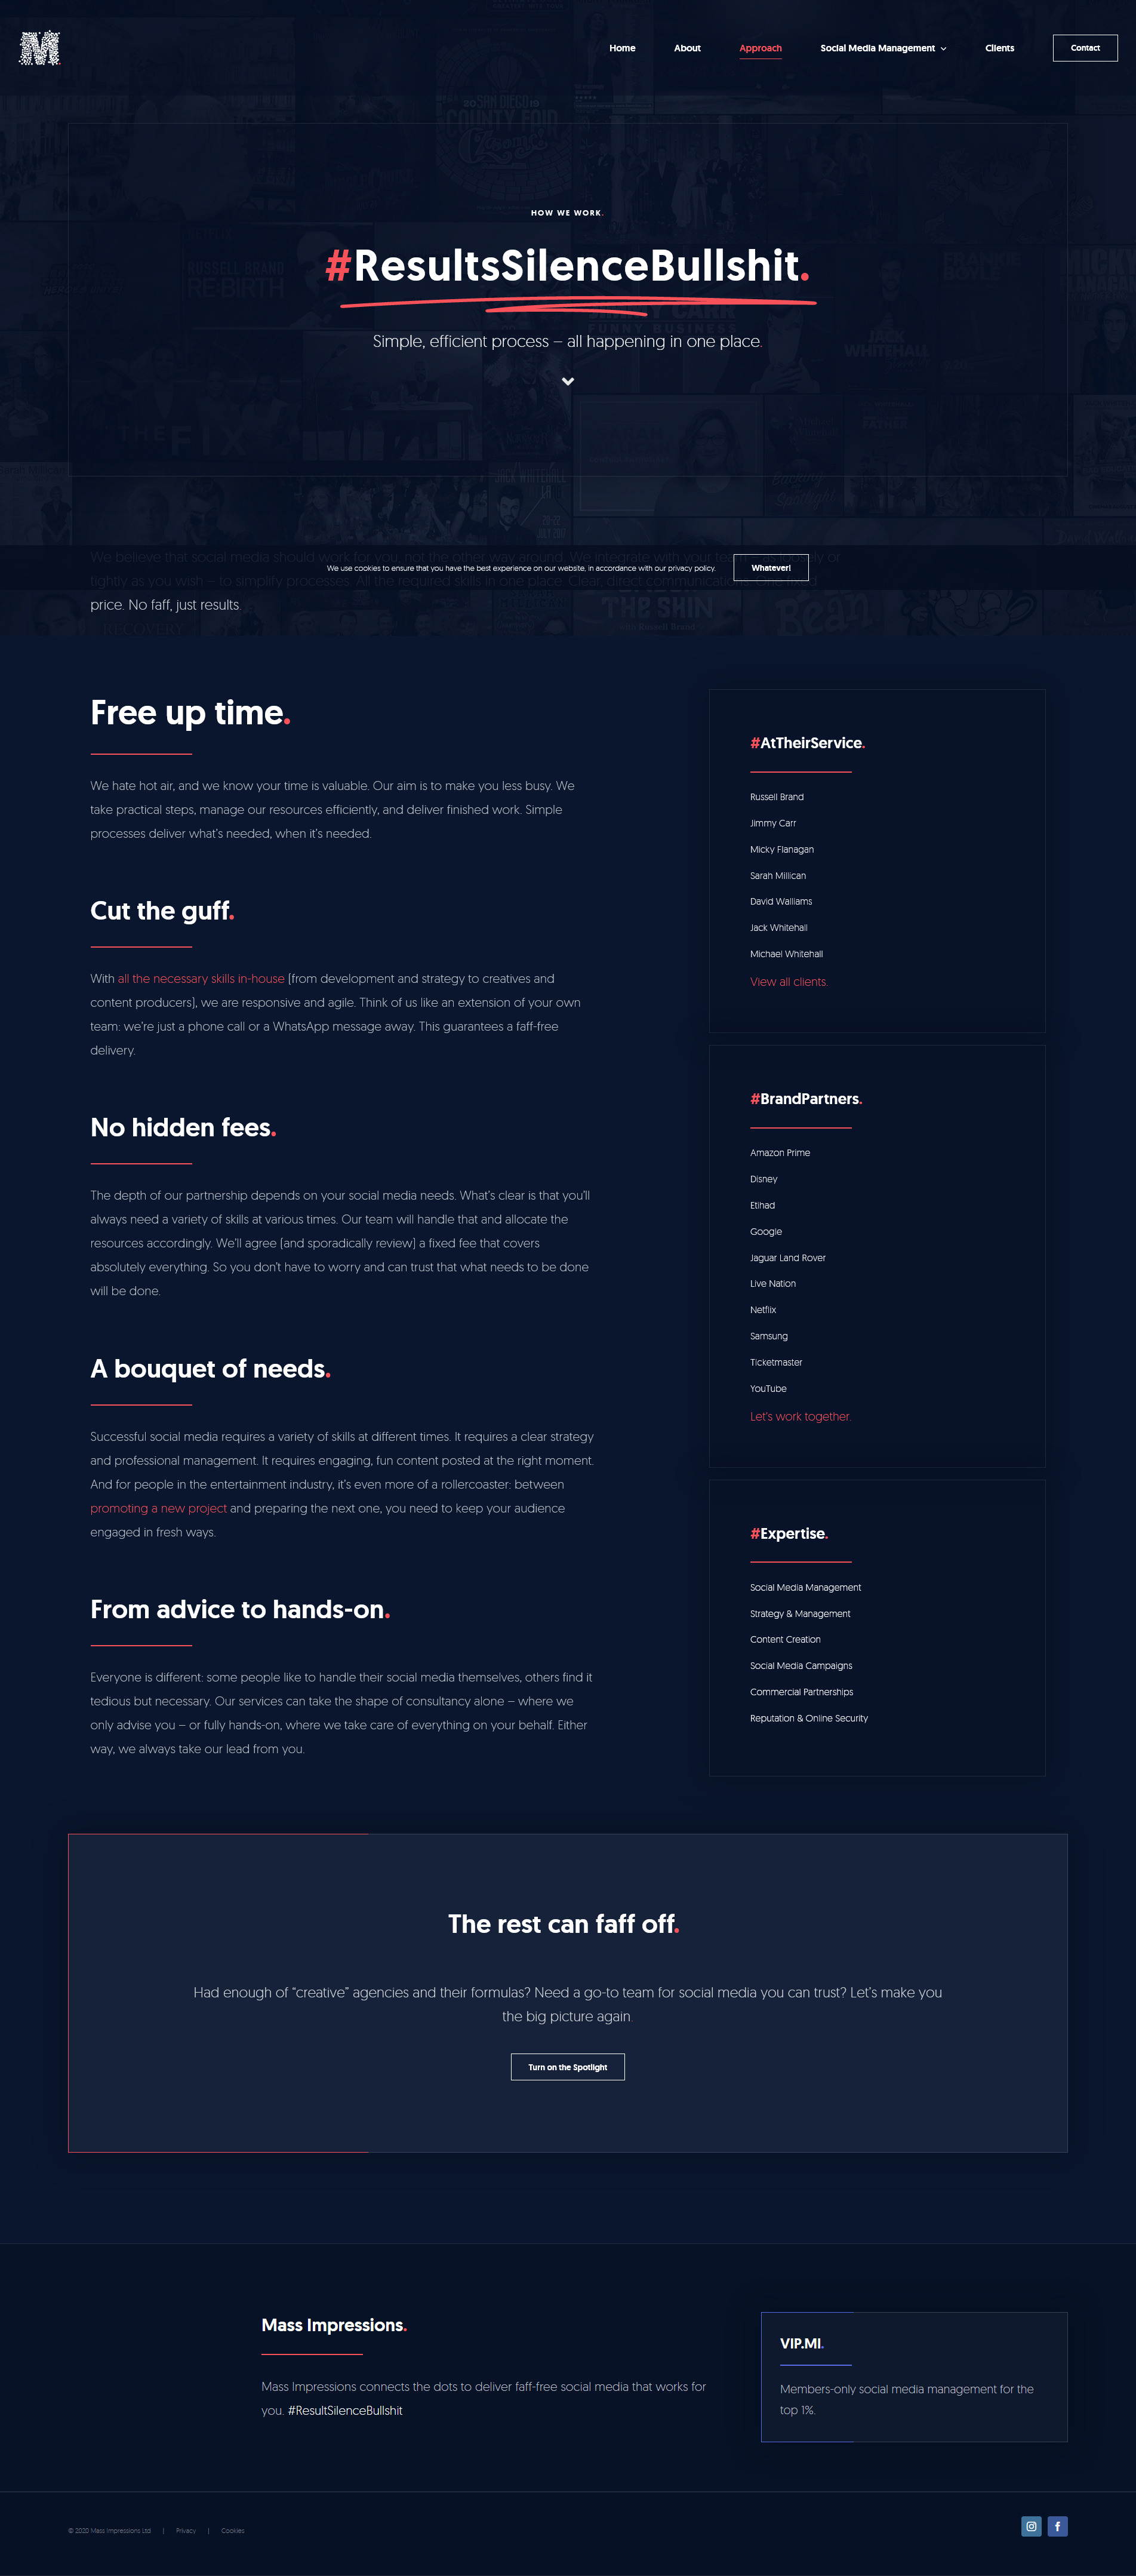 M
Home
About
Approach
Social Media Management
Clients
Contact
HOW WE WORK.
#ResultsSilenceBullshit.
Simple, efficient process – all happening in one place.
We believe that social media should work for you, not the other way around. We integrate with your team – as loosely or
tightly as you wish – to simplify processes. All the required skills in one place. Clear, direct communications. One fixed
price. No faff, just results.
We use cookies to ensure that you have the best experience on our website, in accordance with our privacy policy.
Whatever!
Free up time.
We hate hot air, and we know your time is valuable. Our aim is to make you less busy. We
take practical steps, manage our resources efficiently, and deliver finished work. Simple
processes deliver what's needed, when it's needed.
Cut the guff.
With all the necessary skills in-house (from development and strategy to creatives and
content producers), we are responsive and agile. Think of us like an extension of your own
team: we're just a phone call or a WhatsApp message away. This guarantees a faff-free
delivery.
No hidden fees.
The depth of our partnership depends on your social media needs. What's clear is that you'll
always need a variety of skills at various times. Our team will handle that and allocate the
resources accordingly. We'll agree (and sporadically review) a fixed fee that covers
absolutely everything. So you don't have to worry and can trust that what needs to be done
will be done.
A bouquet of needs.
Successful social media requires a variety of skills at different times. It requires a clear strategy
and professional management. It requires engaging, fun content posted at the right moment.
And for people in the entertainment industry, it's even more of a rollercoaster: between
promoting a new project and preparing the next one, you need to keep your audience
engaged in fresh ways.
From advice to hands-on.
Everyone is different: some people like to handle their social media themselves, others find it
tedious but necessary. Our services can take the shape of consultancy alone – where we
only advise you – or fully hands-on, where we take care of everything on your behalf. Either
way, we always take our lead from you.
#AtTheirService.
Russell Brand
Jimmy Carr
Micky Flanagan
Sarah Millican
David Walliams
Jack Whitehall
Michael Whitehall
View all clients.
#BrandPartners.
Amazon Prime
Disney
Etihad
Google
Jaguar Land Rover
Live Nation
Netflix
Samsung
Ticketmaster
YouTube
Let's work together.
#Expertise.
Social Media Management
Strategy & Management
Content Creation
Social Media Campaigns
Commercial Partnerships
Reputation & Online Security
The rest can faff off.
Had enough of "creative" agencies and their formulas? Need a go-to team for social media you can trust? Let's make you
the big picture again.
Turn on the Spotlight
Mass Impressions.
Mass Impressions connects the dots to deliver faff-free social media that works for
you. #ResultSilenceBullshit
VIP.MI.
Members-only social media management for the
top 1%.
© 2020 Mass Impressions Ltd | Privacy | Cookies